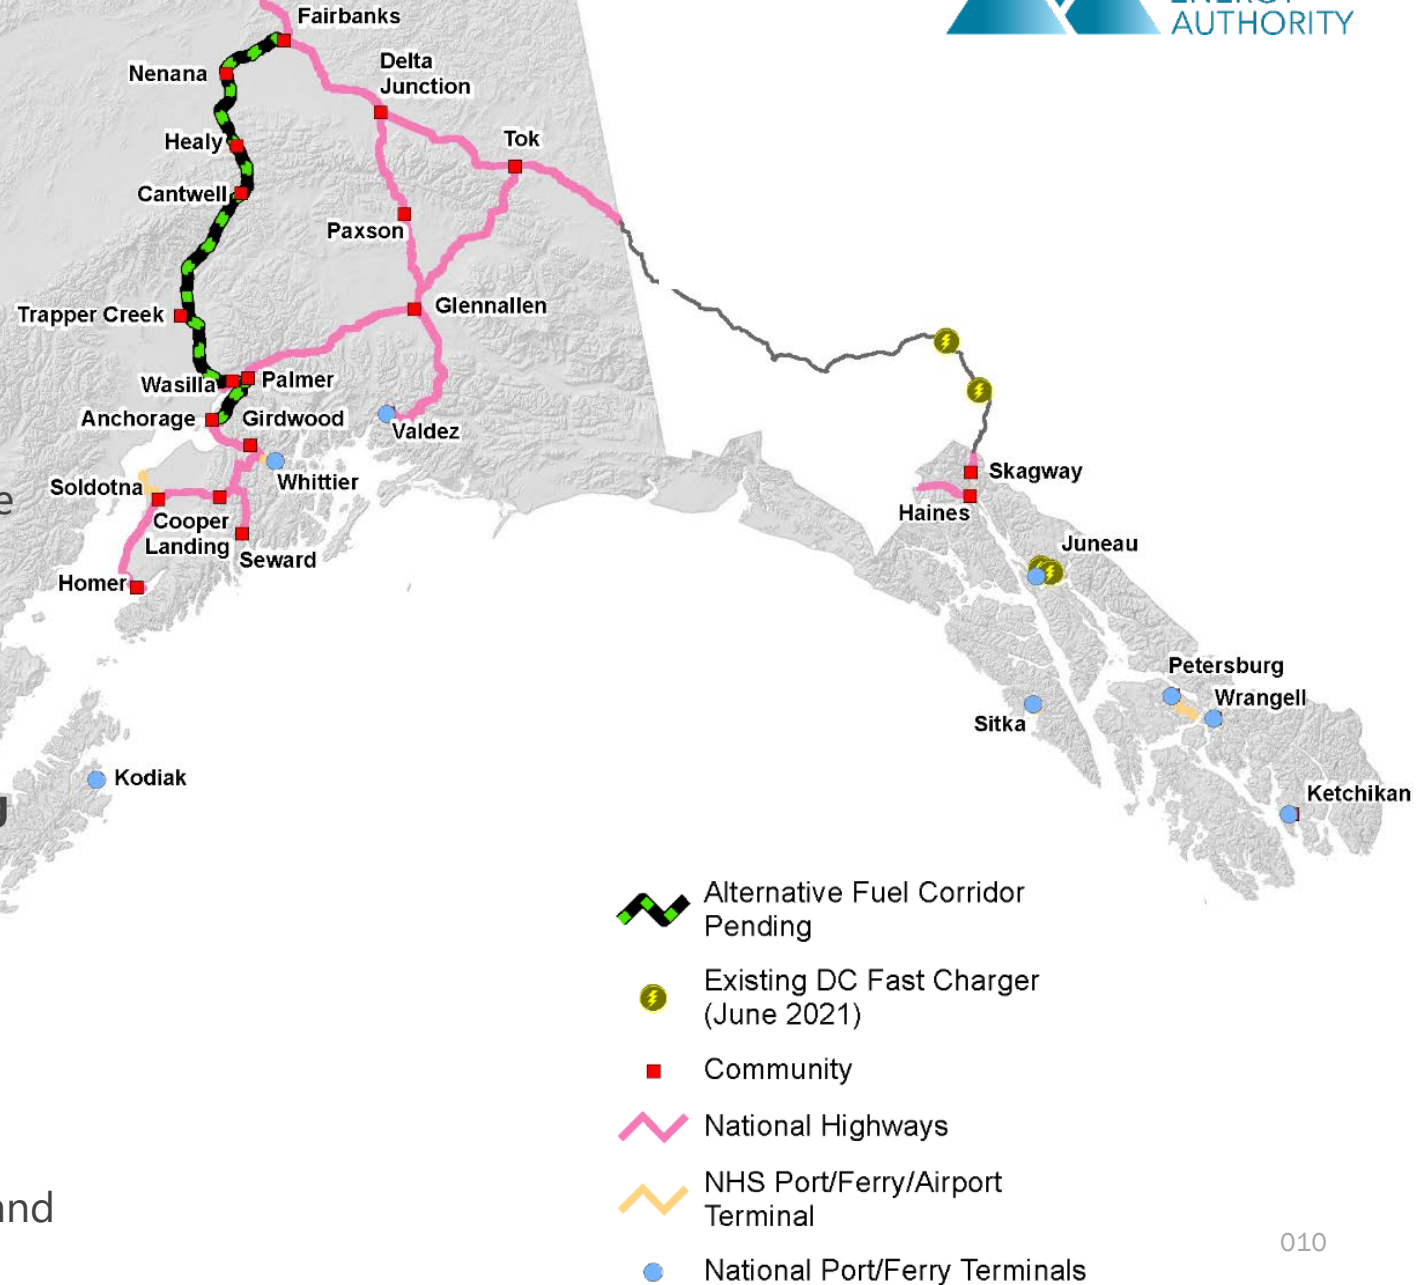 ENERGY
AUTHORITY
Fairbanks
Nenana
Delta
Junction
Healy
Tok
Cantwell
Paxson
Trapper Creek
Glennallen
Wasilla
Palmer
Anchorage
Girdwood
Valdez
Soldotna
Whittier
Cooper
Landing
Seward
Homer
Skagway
Haines
Juneau
Petersburg
Wrangell
Sitka
Kodiak
Ketchikan
Alternative Fuel Corridor
Pending
Existing DC Fast Charger
(June 2021)
Community
National Highways
NHS Port/Ferry/Airport
Terminal
National Port/Ferry Terminals
010